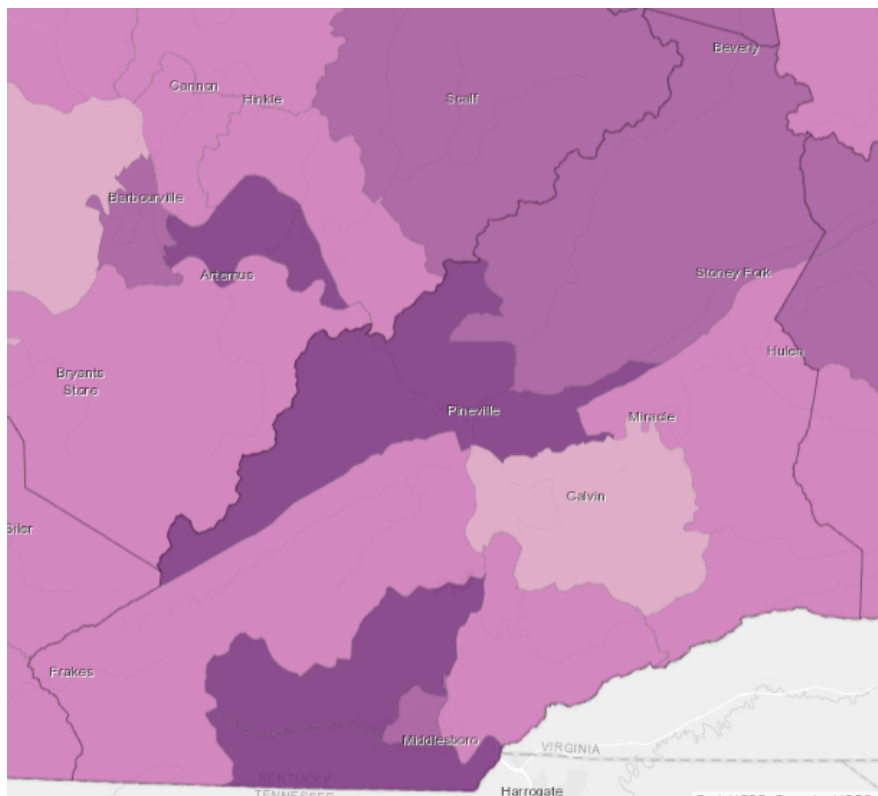 Beverly
Cannon
Hinkle
Scalf
Barbourville
Artemus
Stoney Fork
Hulen
Bryants
Store
Pineville
Miracle
Calvin
Siler
Frakes
Middlesboro
VIRGINIA
KENTUCKY
TENNESSEE
Harrogate